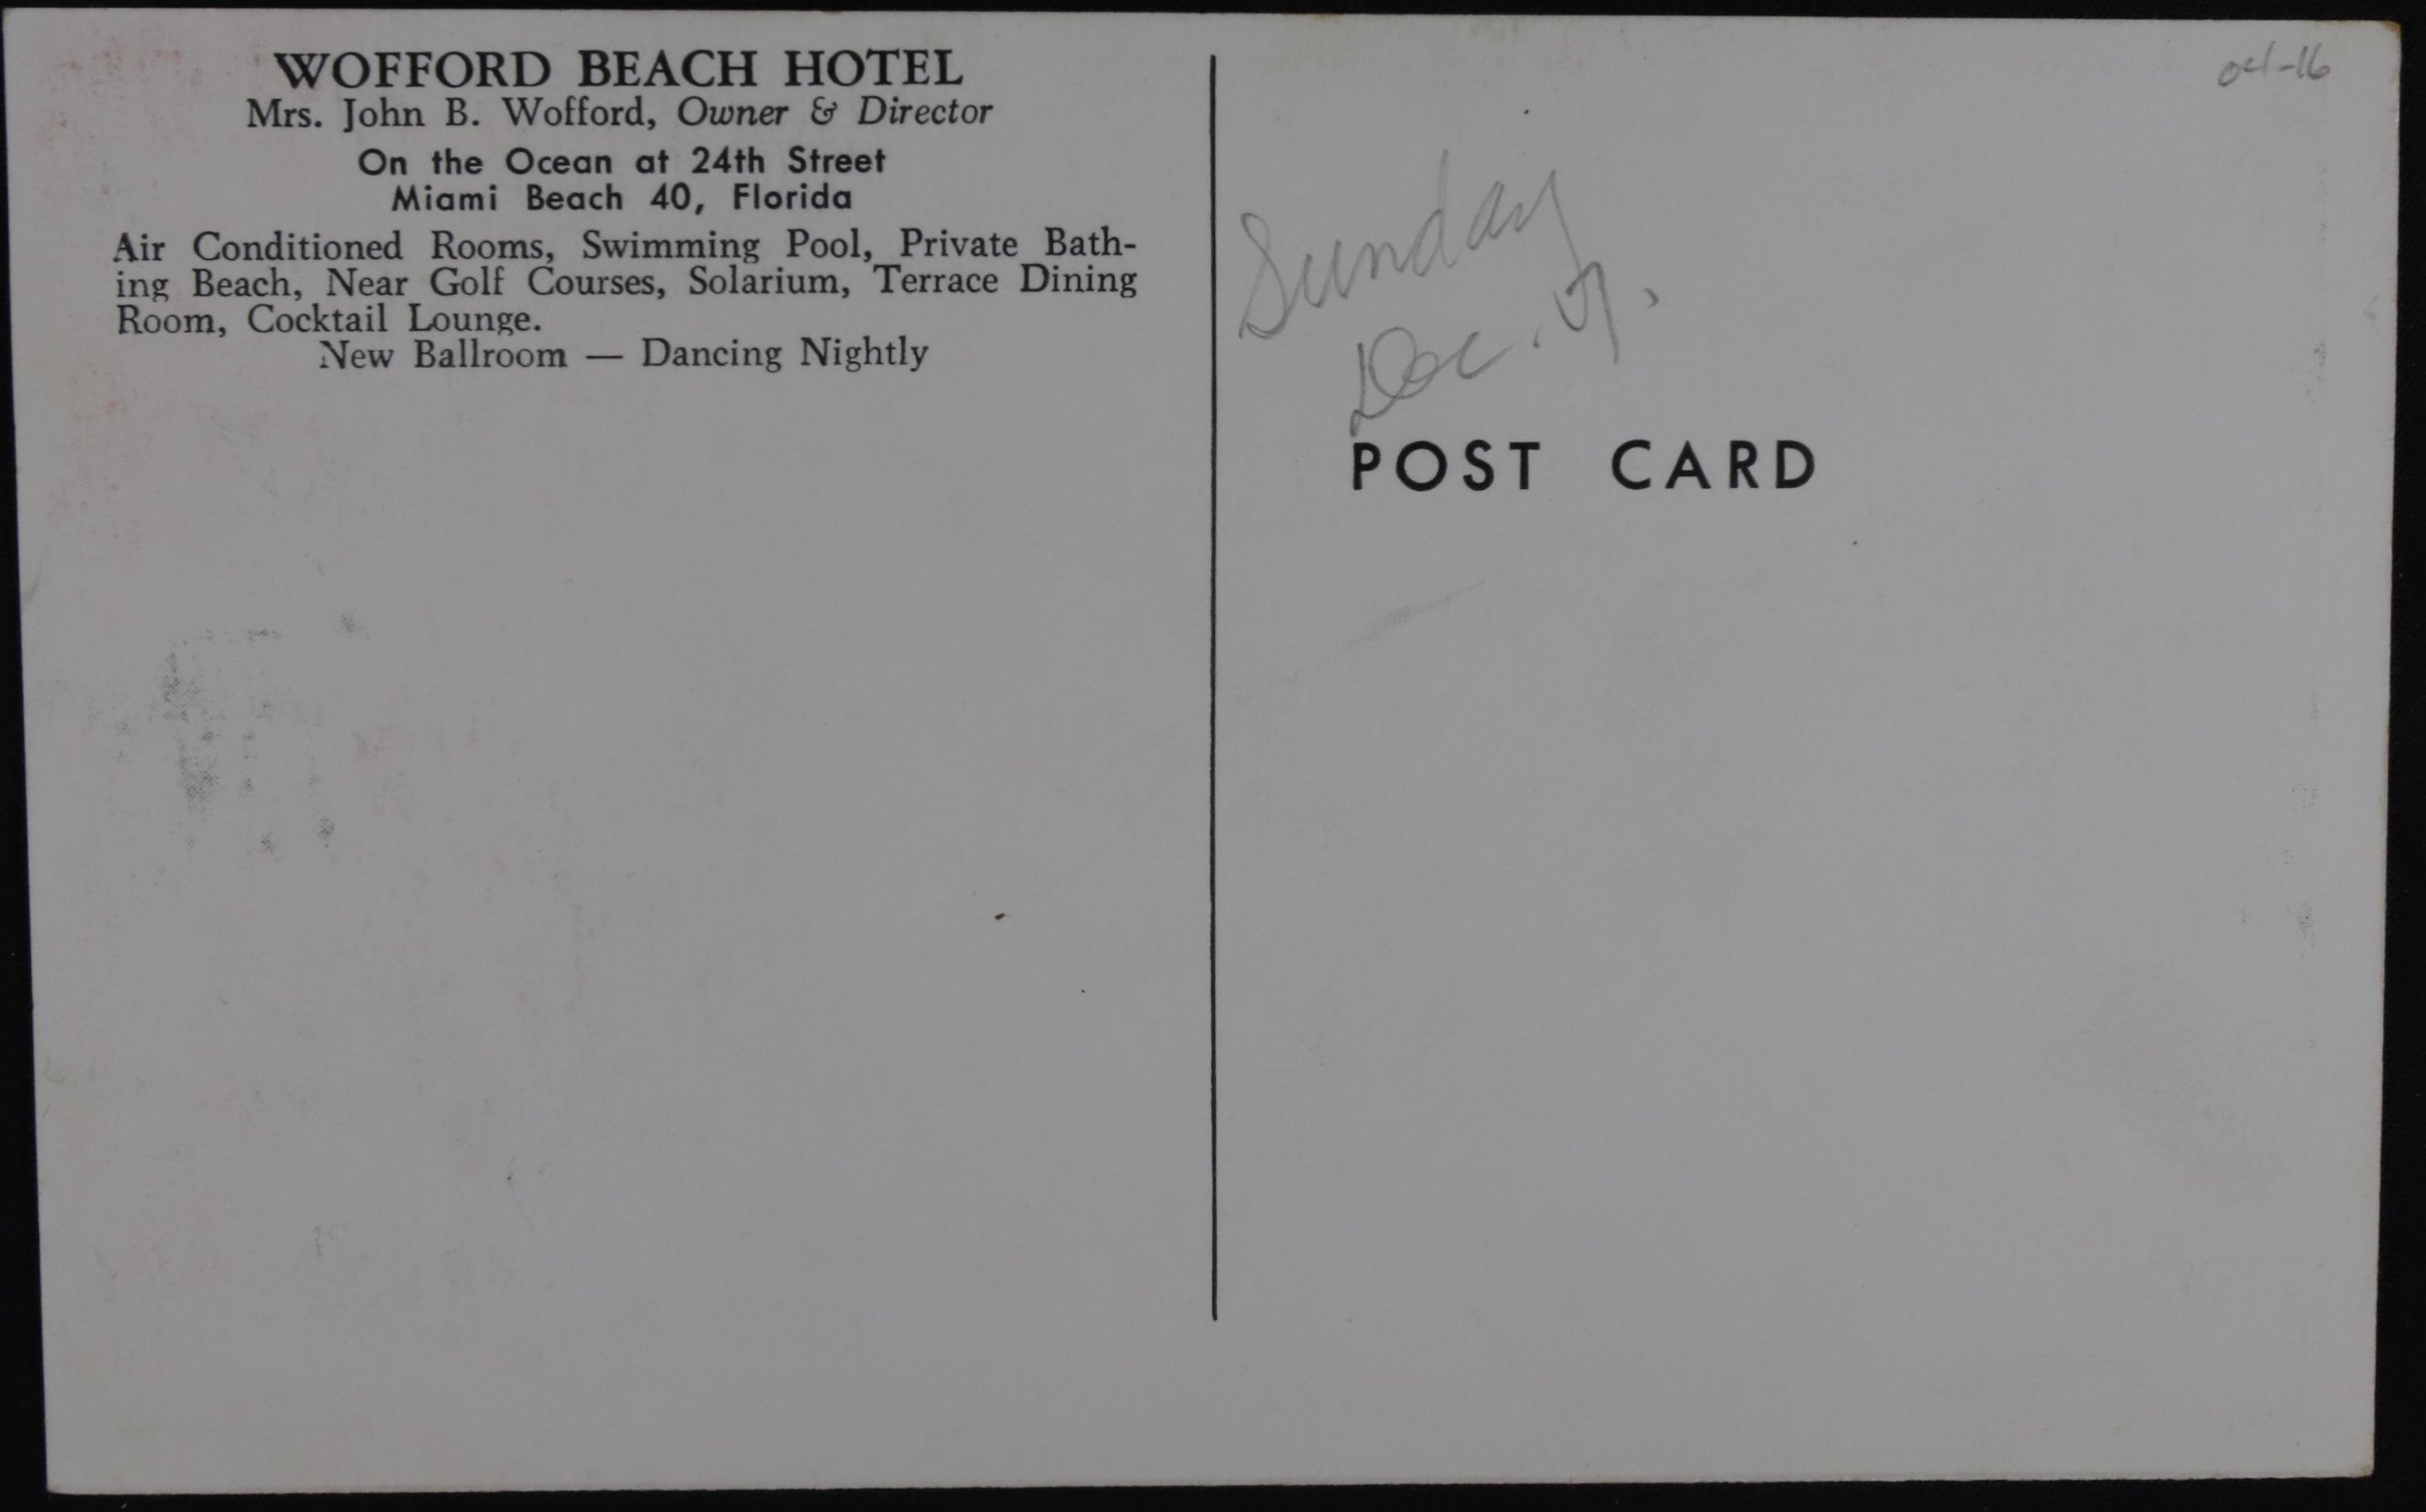 WOFFORD BEACH HOTEL
Mrs. John B. Wofford, Owner & Director
On the Ocean at 24th Street
Miami Beach 40, Florida
Air Conditioned Rooms, Swimming Pool, Private Bath-
ing Beach, Near Golf Courses, Solarium, Terrace Dining
Room, Cocktail Lounge.
New Ballroom — Dancing Nightly
Sunday
Dec.
POST CARD